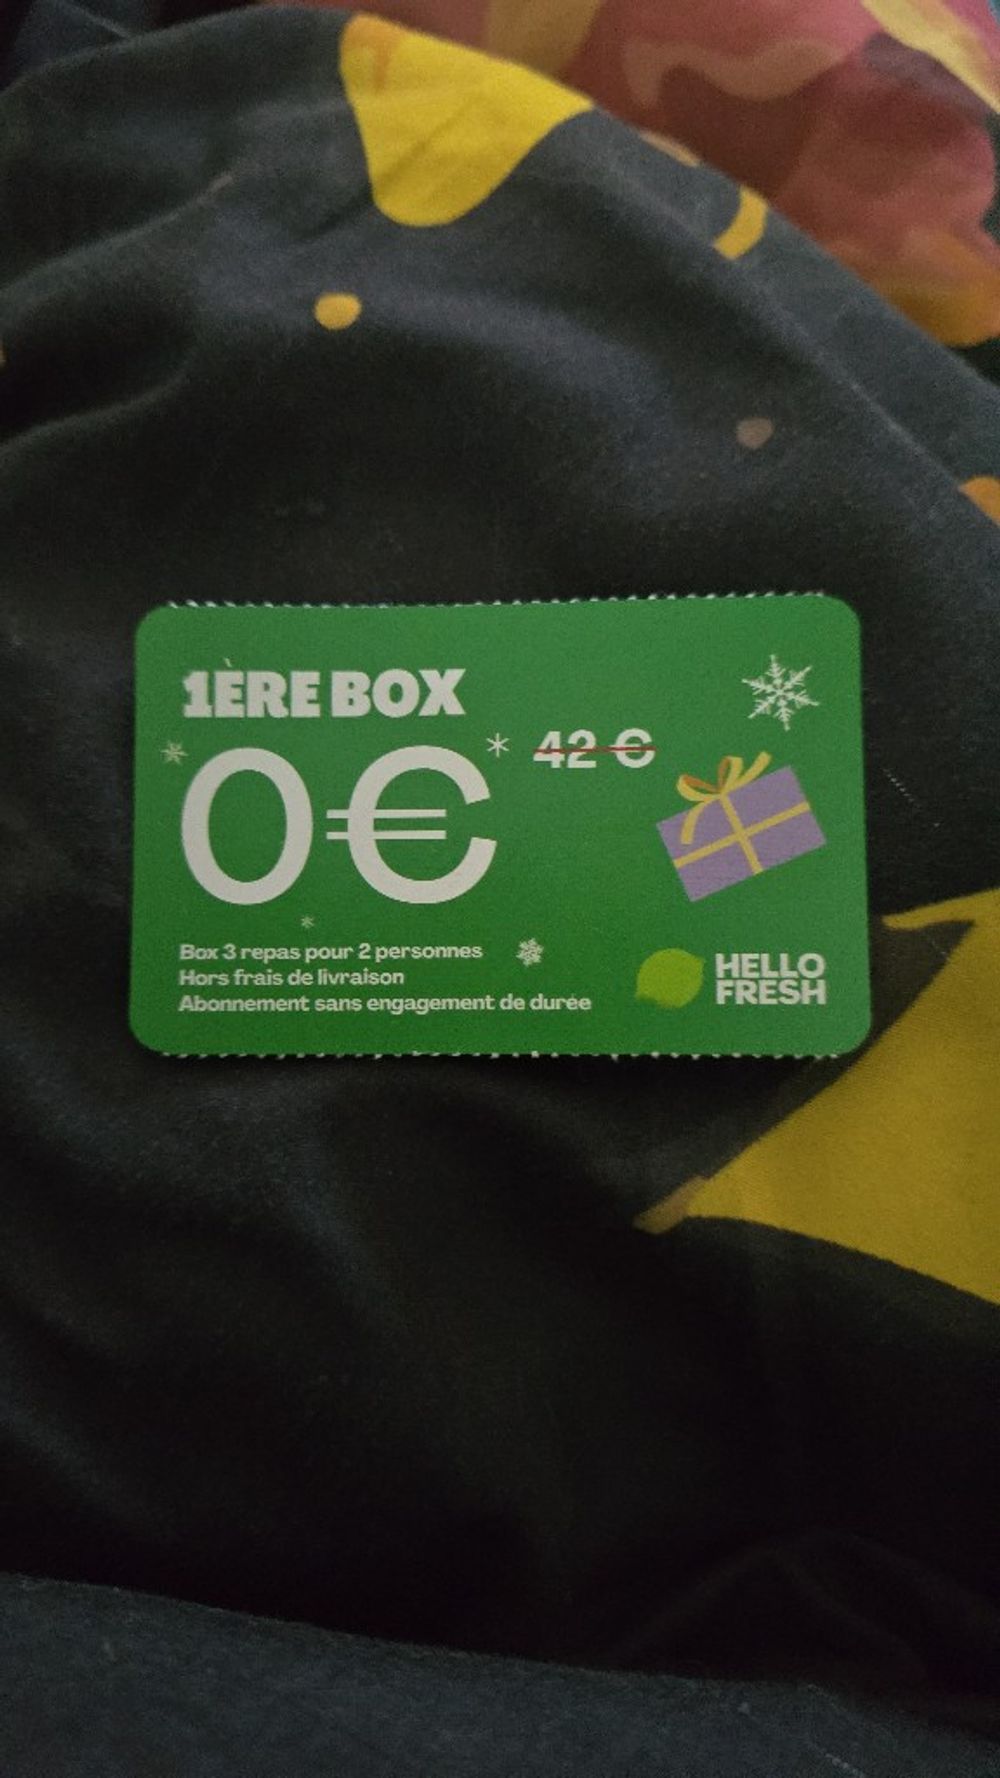 1ÈRE BOX
0€* 42 €
Box 3 repas pour 2 personnes
Hors frais de livraison
Abonnement sans engagement de durée
HELLO
FRESH